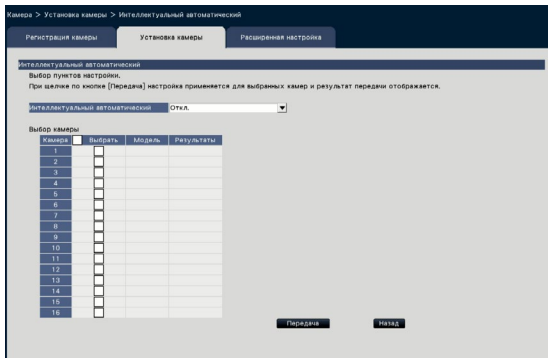 Камера > Установка камеры > Интеллектуальный автоматический
Регистрация камеры Установка камеры Расширенная настройка
Интеллектуальный автоматический
Выбор пунктов настройки.
При щелчке по кнопке [Передача] настройка применяется для выбранных камер и результат передачи отображается.
Интеллектуальный автоматический Откл.
Выбор камеры
Камера Выбрать Модель Результаты
1
2
3
4
5
6
7
8
9
10
11
12
13
14
15
16
Передача Назад